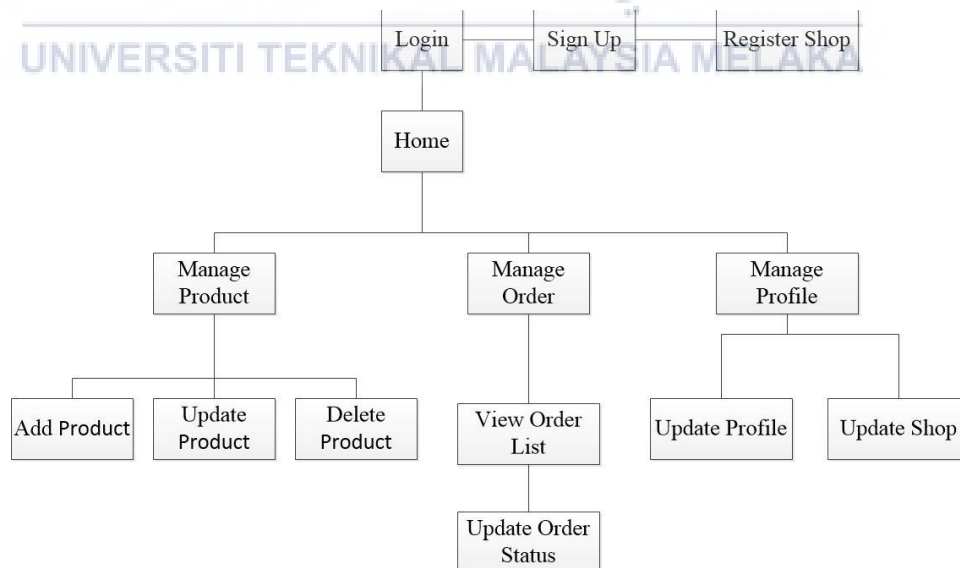 Login
Sign Up
Register Shop
UNIVERSITI TEKNIKAL MALAYSIA MELAKA
Home
Manage
Product
Manage
Order
Manage
Profile
Add Product
Update
Product
Delete
Product
View Order
List
Update Profile
Update Shop
Update Order
Status